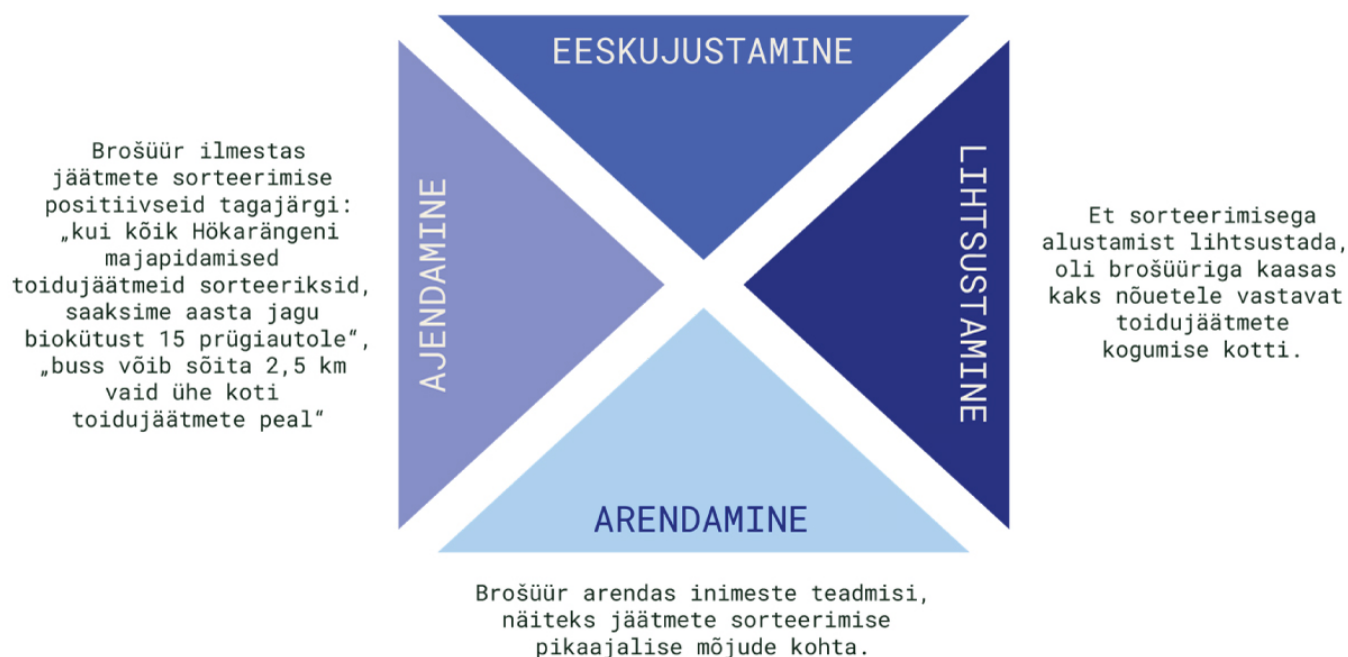 EESKUJUSTAMINE
Brošüür ilmestas
jäätmete sorteerimise
positiivseid tagajärgi:
„kui kõik Hökarängeni
majapidamised
toidujäätmeid sorteeriksid,
saaksime aasta jagu
biokütust 15 prügiautole“,
„buss võib sõita 2,5 km
vaid ühe koti
toidujäätmete peal“
AJENDAMINE
LIHTSUSTAMINE
Et sorteerimisega
alustamist lihtsustada,
oli brošüüriga kaasas
kaks nõuetele vastavat
toidujäätmete
kogumise kotti.
ARENDAMINE
Brošüür arendas inimeste teadmisi,
näiteks jäätmete sorteerimise
pikaajalise mõjude kohta.